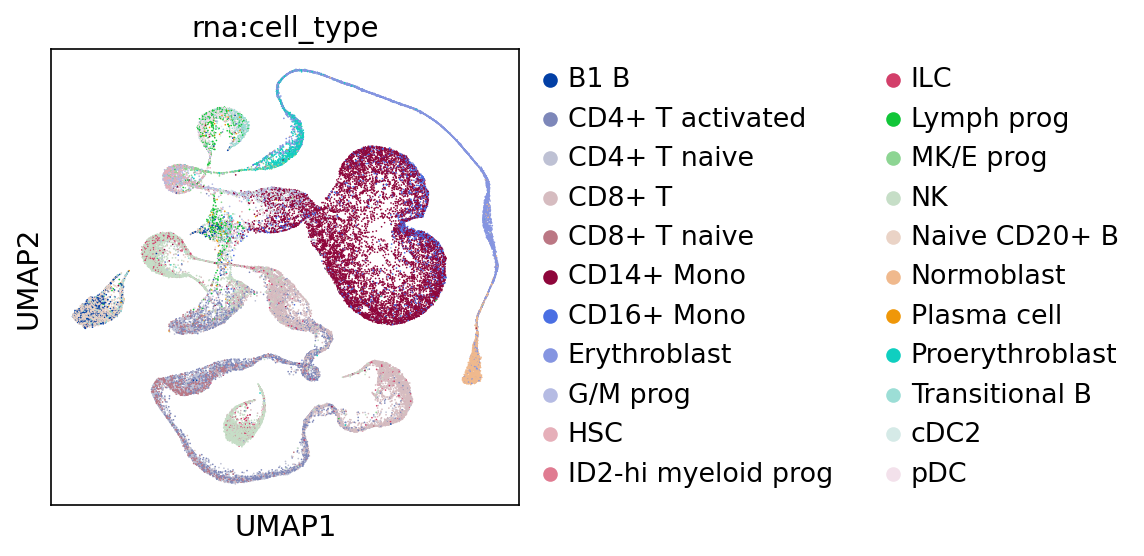 rna:cell_type
UMAP2
UMAP1
B1 B
CD4+ T activated
CD4+ T naive
CD8+ T
CD8+ T naive
CD14+ Mono
CD16+ Mono
Erythroblast
G/M prog
HSC
ID2-hi myeloid prog
ILC
Lymph prog
MK/E prog
NK
Naive CD20+ B
Normoblast
Plasma cell
Proerythroblast
Transitional B
cDC2
pDC